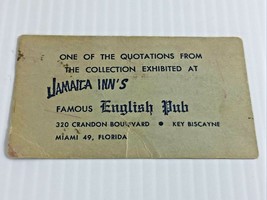 ONE OF THE QUOTATIONS FROM
THE COLLECTION EXHIBITED AT
JAMAICA INN'S
FAMOUS English Pub
320 CRANDON BOULEVARD • KEY BISCAYNE
MIAMI 49, FLORIDA